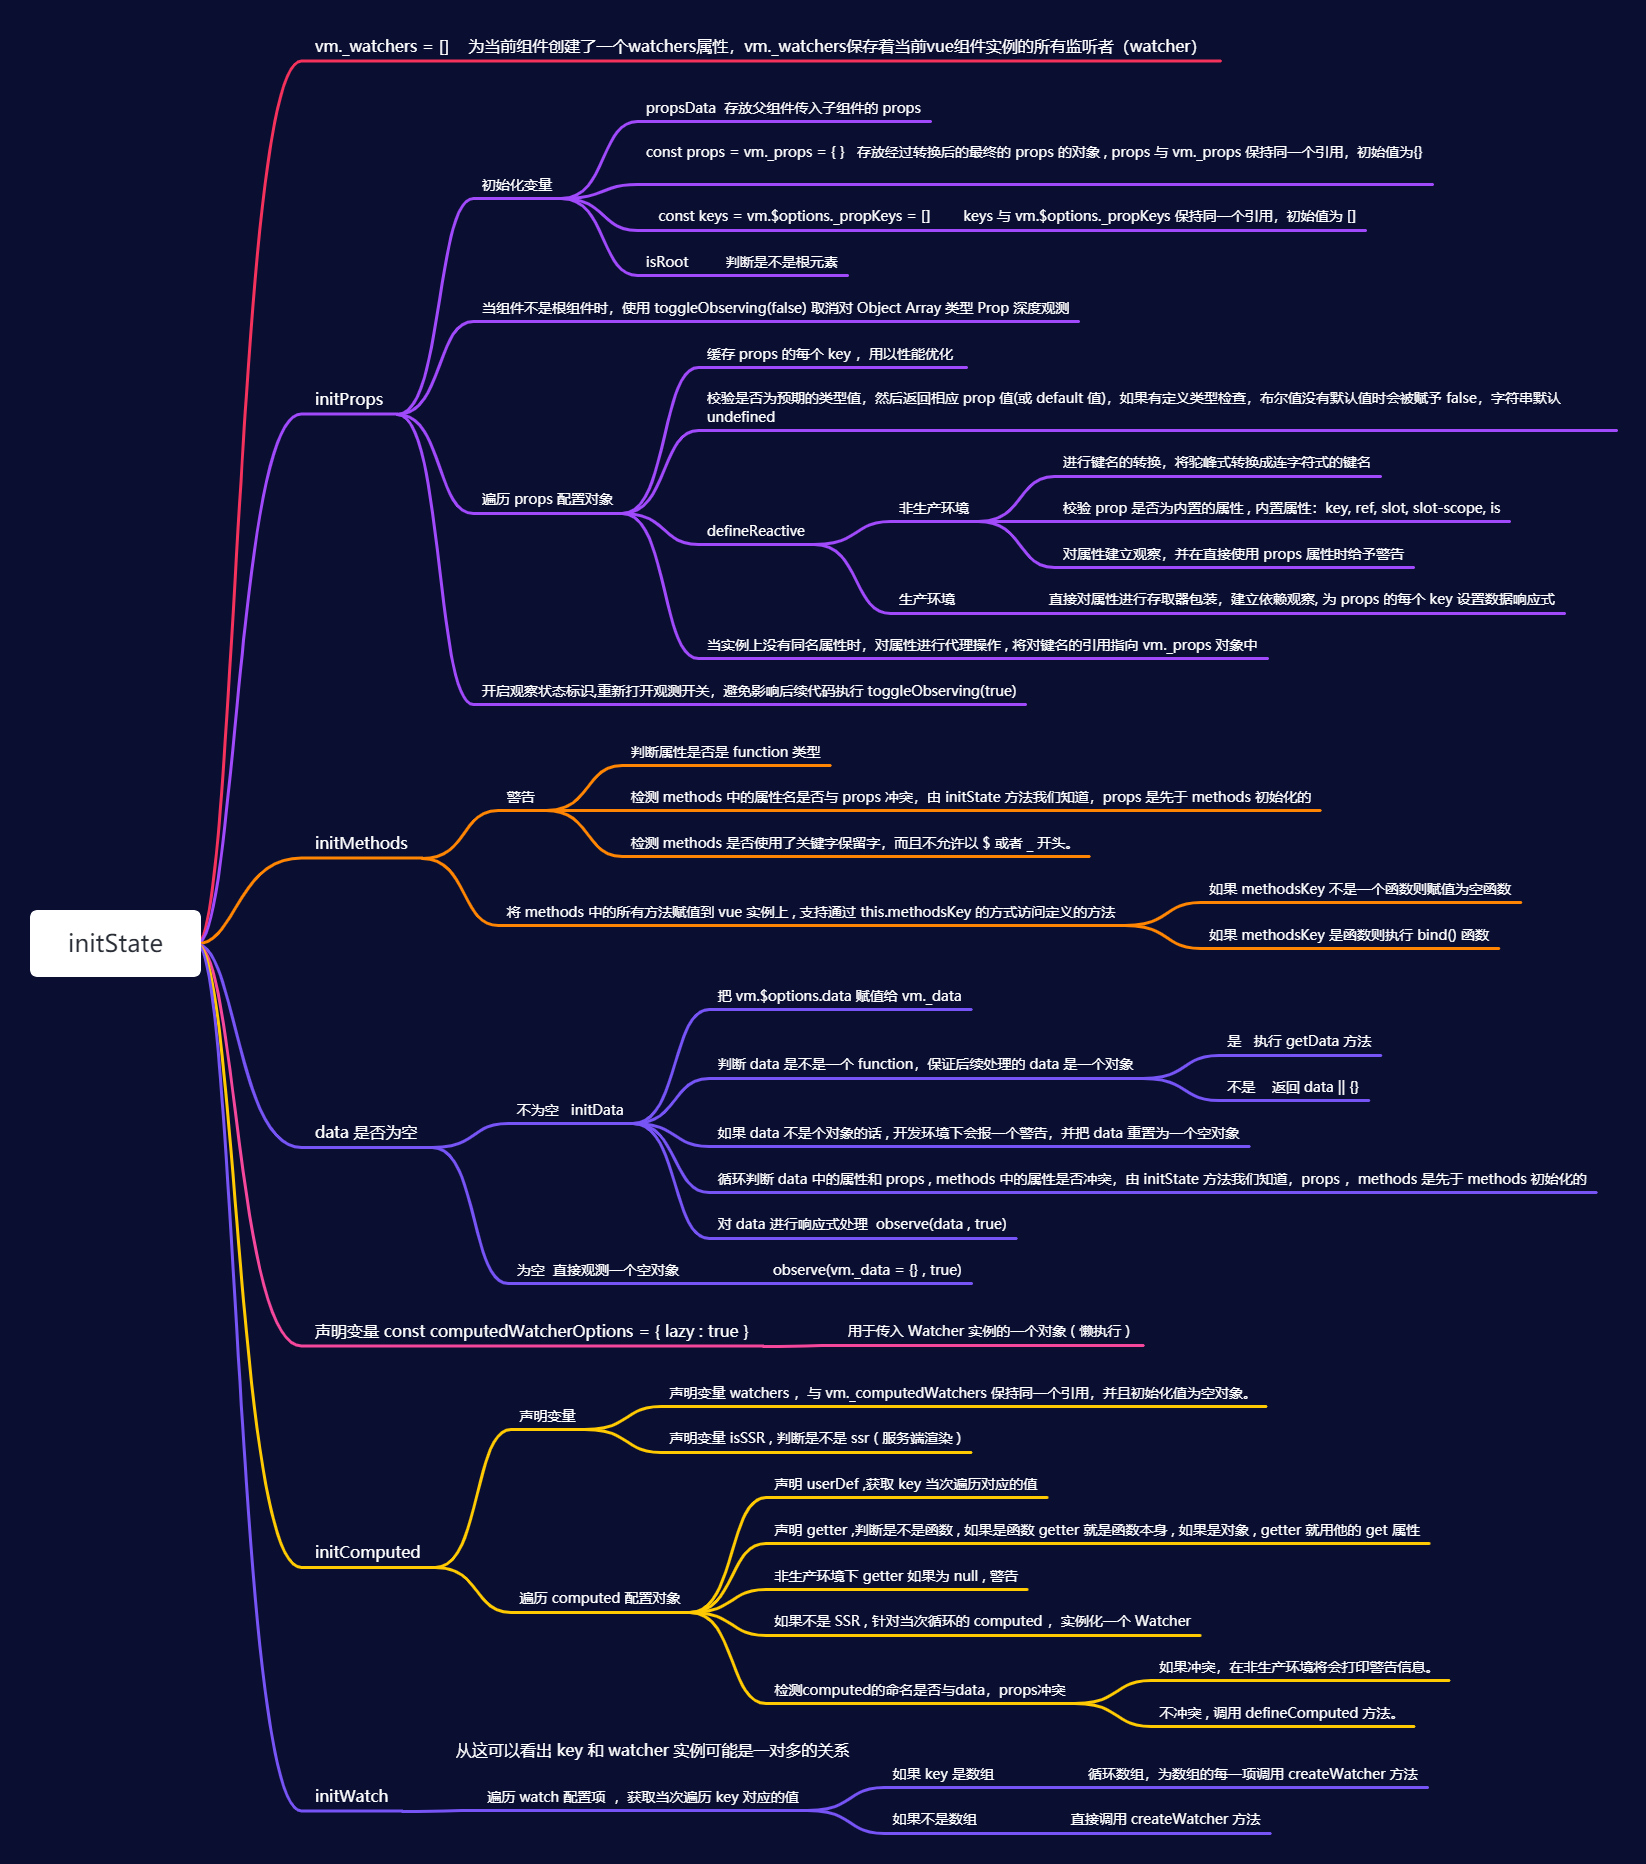 vm._watchers = []  为当前组件创建了一个watchers属性，vm._watchers保存着当前vue组件实例的所有监听者（watcher）
propsData 存放父组件传入子组件的 props
const props = vm._props = { } 存放经过转换后的最终的 props 的对象 , props 与 vm._props 保持同一个引用，初始值为{}
初始化变量
const keys = vm.$options._propKeys = []  keys 与 vm.$options._propKeys 保持同一个引用，初始值为 []
isRoot  判断是不是根元素
当组件不是根组件时，使用 toggleObserving(false) 取消对 Object Array 类型 Prop 深度观测
initProps
缓存 props 的每个 key ，用以性能优化
校验是否为预期的类型值，然后返回相应 prop 值(或 default 值)，如果有定义类型检查，布尔值没有默认值时会被赋予 false，字符串默认
undefined
遍历 props 配置对象
defineReactive
非生产环境
进行键名的转换，将驼峰式转换成连字符式的键名
校验 prop 是否为内置的属性 , 内置属性：key, ref, slot, slot-scope, is
对属性建立观察，并在直接使用 props 属性时给予警告
生产环境  直接对属性进行存取器包装，建立依赖观察, 为 props 的每个 key 设置数据响应式
当实例上没有同名属性时，对属性进行代理操作 , 将对键名的引用指向 vm._props 对象中
开启观察状态标识,重新打开观测开关，避免影响后续代码执行 toggleObserving(true)
initMethods
警告
判断属性是否是 function 类型
检测 methods 中的属性名是否与 props 冲突，由 initState 方法我们知道，props 是先于 methods 初始化的
检测 methods 是否使用了关键字保留字，而且不允许以 $ 或者 _ 开头。
将 methods 中的所有方法赋值到 vue 实例上 , 支持通过 this.methodsKey 的方式访问定义的方法
如果 methodsKey 不是一个函数则赋值为空函数
如果 methodsKey 是函数则执行 bind() 函数
initState
data 是否为空
不为空 initData
把 vm.$options.data 赋值给 vm._data
判断 data 是不是一个 function，保证后续处理的 data 是一个对象
是 执行 getData 方法
不是  返回 data || {}
如果 data 不是个对象的话 , 开发环境下会报一个警告，并把 data 重置为一个空对象
循环判断 data 中的属性和 props , methods 中的属性是否冲突，由 initState 方法我们知道，props ，methods 是先于 methods 初始化的
对 data 进行响应式处理 observe(data , true)
为空 直接观测一个空对象  observe(vm._data = {} , true)
声明变量 const computedWatcherOptions = { lazy : true }  用于传入 Watcher 实例的一个对象 ( 懒执行 )
initComputed
声明变量
声明变量 watchers ，与 vm._computedWatchers 保持同一个引用，并且初始化值为空对象。
声明变量 isSSR , 判断是不是 ssr ( 服务端渲染 )
遍历 computed 配置对象
声明 userDef ,获取 key 当次遍历对应的值
声明 getter ,判断是不是函数 , 如果是函数 getter 就是函数本身 , 如果是对象 , getter 就用他的 get 属性
非生产环境下 getter 如果为 null , 警告
如果不是 SSR , 针对当次循环的 computed ，实例化一个 Watcher
检测computed的命名是否与data，props冲突
如果冲突，在非生产环境将会打印警告信息。
不冲突 , 调用 defineComputed 方法。
从这可以看出 key 和 watcher 实例可能是一对多的关系
initWatch
遍历 watch 配置项 ，获取当次遍历 key 对应的值
如果 key 是数组  循环数组，为数组的每一项调用 createWatcher 方法
如果不是数组  直接调用 createWatcher 方法